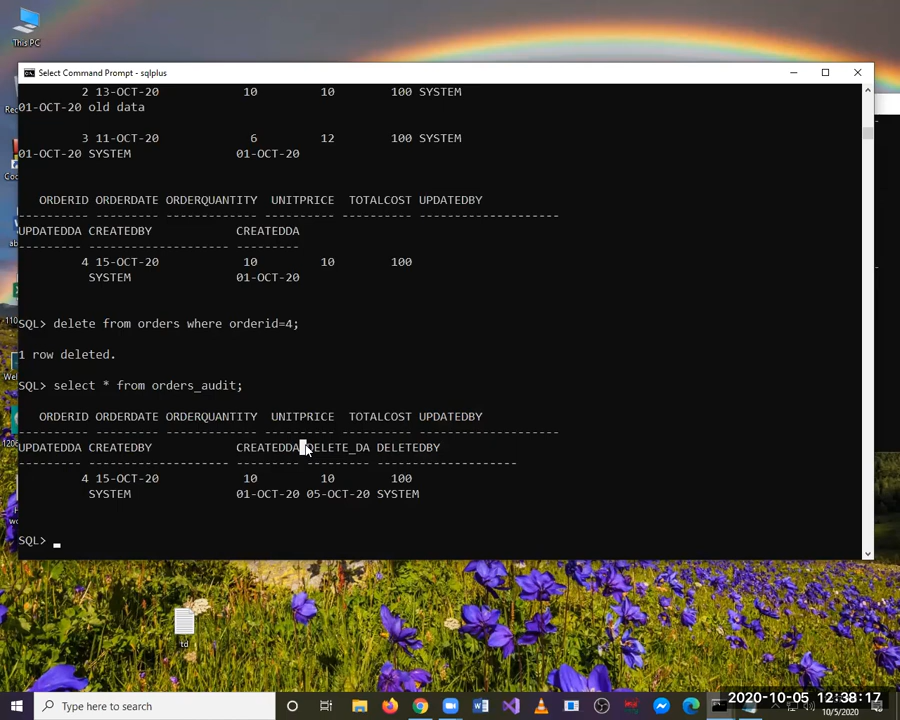 This PC
Select Command Prompt - sqlplus
2 13-OCT-20 10 10 100 SYSTEM
01-OCT-20 old data
3 11-OCT-20 6 12 100 SYSTEM
01-OCT-20 SYSTEM 01-OCT-20
ORDERID ORDERDATE ORDERQUANTITY UNITPRICE TOTALCOST UPDATEDBY
---------- --------- ------------- ---------- ---------- --------------------
UPDATEDDA CREATEDBY CREATEDDA
--------- -------------------- ---------
4 15-OCT-20 10 10 100
SYSTEM 01-OCT-20
SQL> delete from orders where orderid=4;
1 row deleted.
SQL> select * from orders_audit;
ORDERID ORDERDATE ORDERQUANTITY UNITPRICE TOTALCOST UPDATEDBY
---------- --------- ------------- ---------- ---------- --------------------
UPDATEDDA CREATEDBY CREATEDDA DELETE_DA DELETEDBY
--------- -------------------- --------- --------- --------------------
4 15-OCT-20 10 10 100
SYSTEM 01-OCT-20 05-OCT-20 SYSTEM
SQL>
td
Type here to search
2020-10-05 12:38:17
10/5/2020